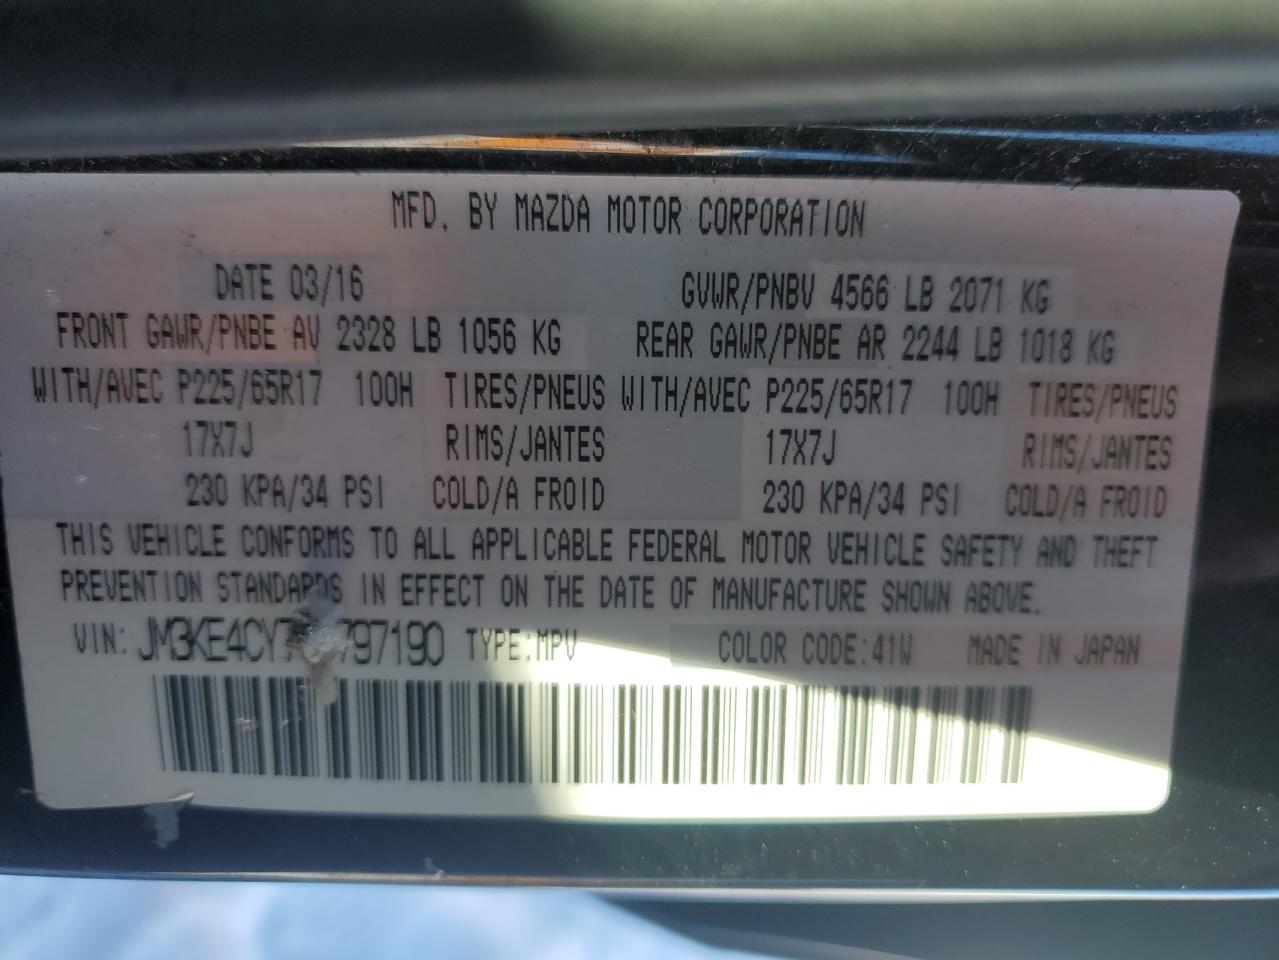 MFD. BY MAZDA MOTOR CORPORATION
DATE 03/16 GVWR/PNBV 4566 LB 2071 KG
FRONT GAWR/PNBE AV 2328 LB 1056 KG REAR GAWR/PNBE AR 2244 LB 1018 KG
WITH/AVEC P225/65R17 100H TIRES/PNEUS WITH/AVEC P225/65R17 100H TIRES/PNEUS
17X7J RIMS/JANTES 17X7J RIMS/JANTES
230 KPA/34 PSI COLD/A FROID 230 KPA/34 PSI COLD/A FROID
THIS VEHICLE CONFORMS TO ALL APPLICABLE FEDERAL MOTOR VEHICLE SAFETY AND THEFT
PREVENTION STANDARDS IN EFFECT ON THE DATE OF MANUFACTURE SHOWN ABOVE.
VIN: TYPE:MPV COLOR CODE:41W MADE IN JAPAN